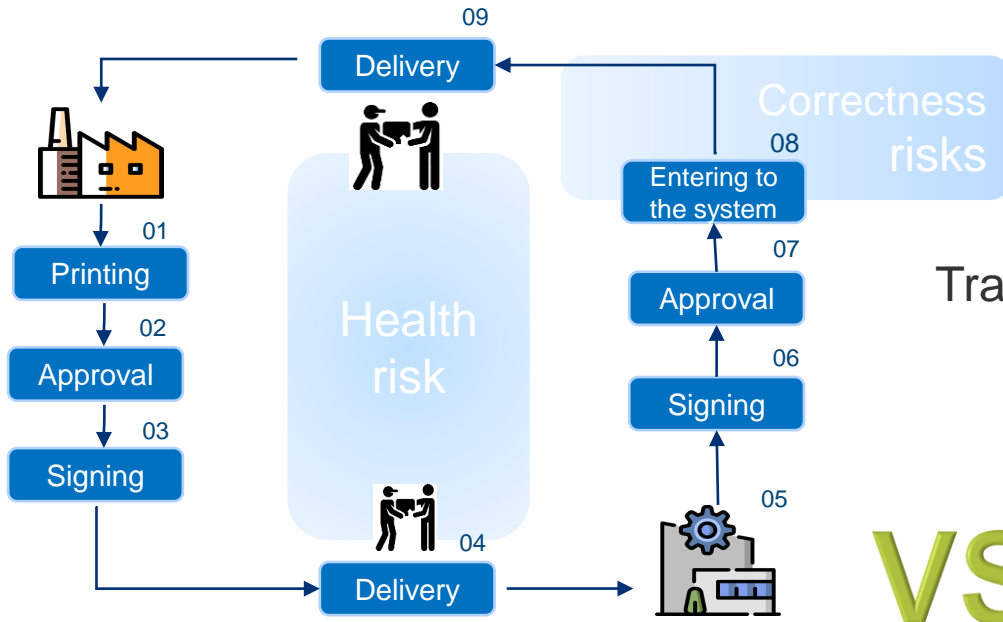 09
Delivery
Correctness
risks
08
Entering to
the system
01
Printing
07
Approval
Tra
Health
risk
02
Approval
06
Signing
03
Signing
05
04
Delivery
VS